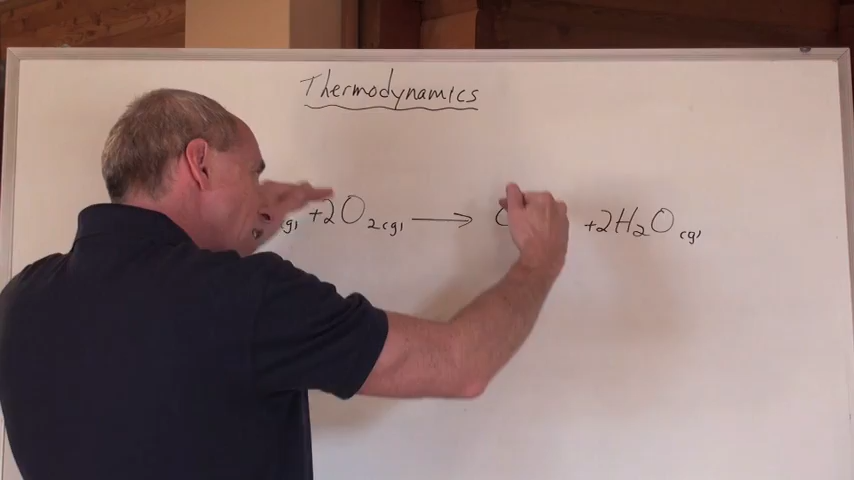 Thermodynamics
(g) + 2O2(g) → C + 2H2O(g)